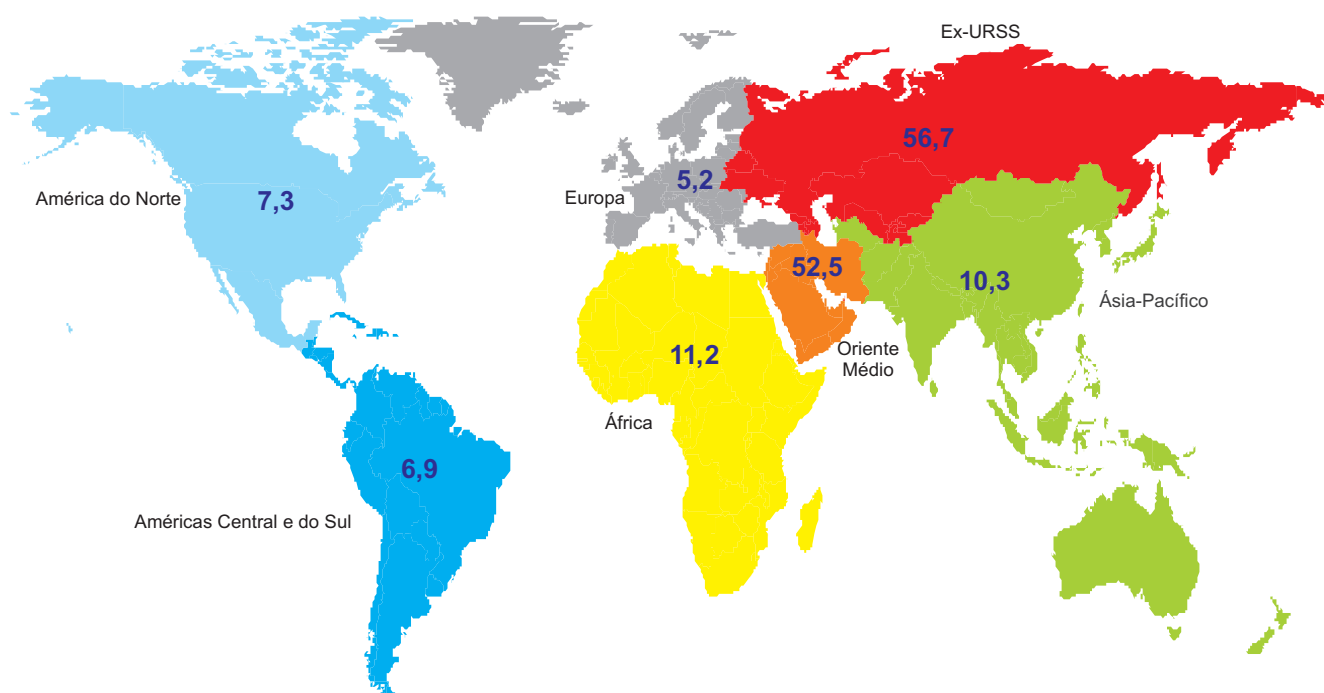 Ex-URSS
56,7
5,2
Europa
América do Norte
7,3
52,5
10,3
Ásia-Pacífico
Oriente
Médio
11,2
África
6,9
Américas Central e do Sul